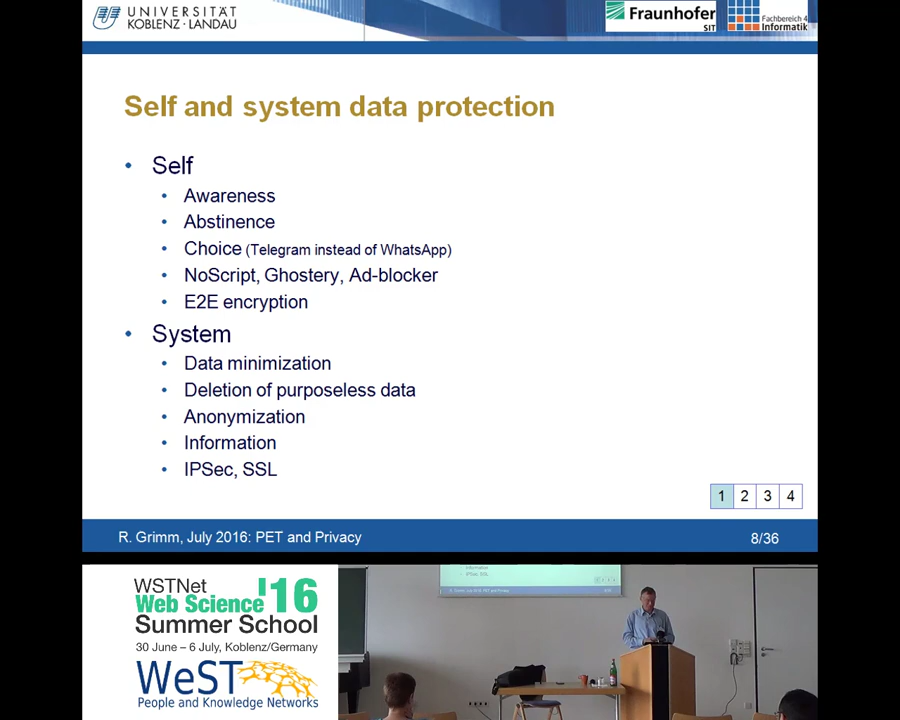 UNIVERSITÄT
KOBLENZ · LANDAU
Fraunhofer
SIT
Fachbereich 4
Informatik
Self and system data protection
• Self
• Awareness
• Abstinence
• Choice (Telegram instead of WhatsApp)
• NoScript, Ghostery, Ad-blocker
• E2E encryption
• System
• Data minimization
• Deletion of purposeless data
• Anonymization
• Information
• IPSec, SSL
1 2 3 4
R. Grimm, July 2016: PET and Privacy
8/36
WSTNet
Web Science '16
Summer School
30 June – 6 July, Koblenz/Germany
WeST
People and Knowledge Networks